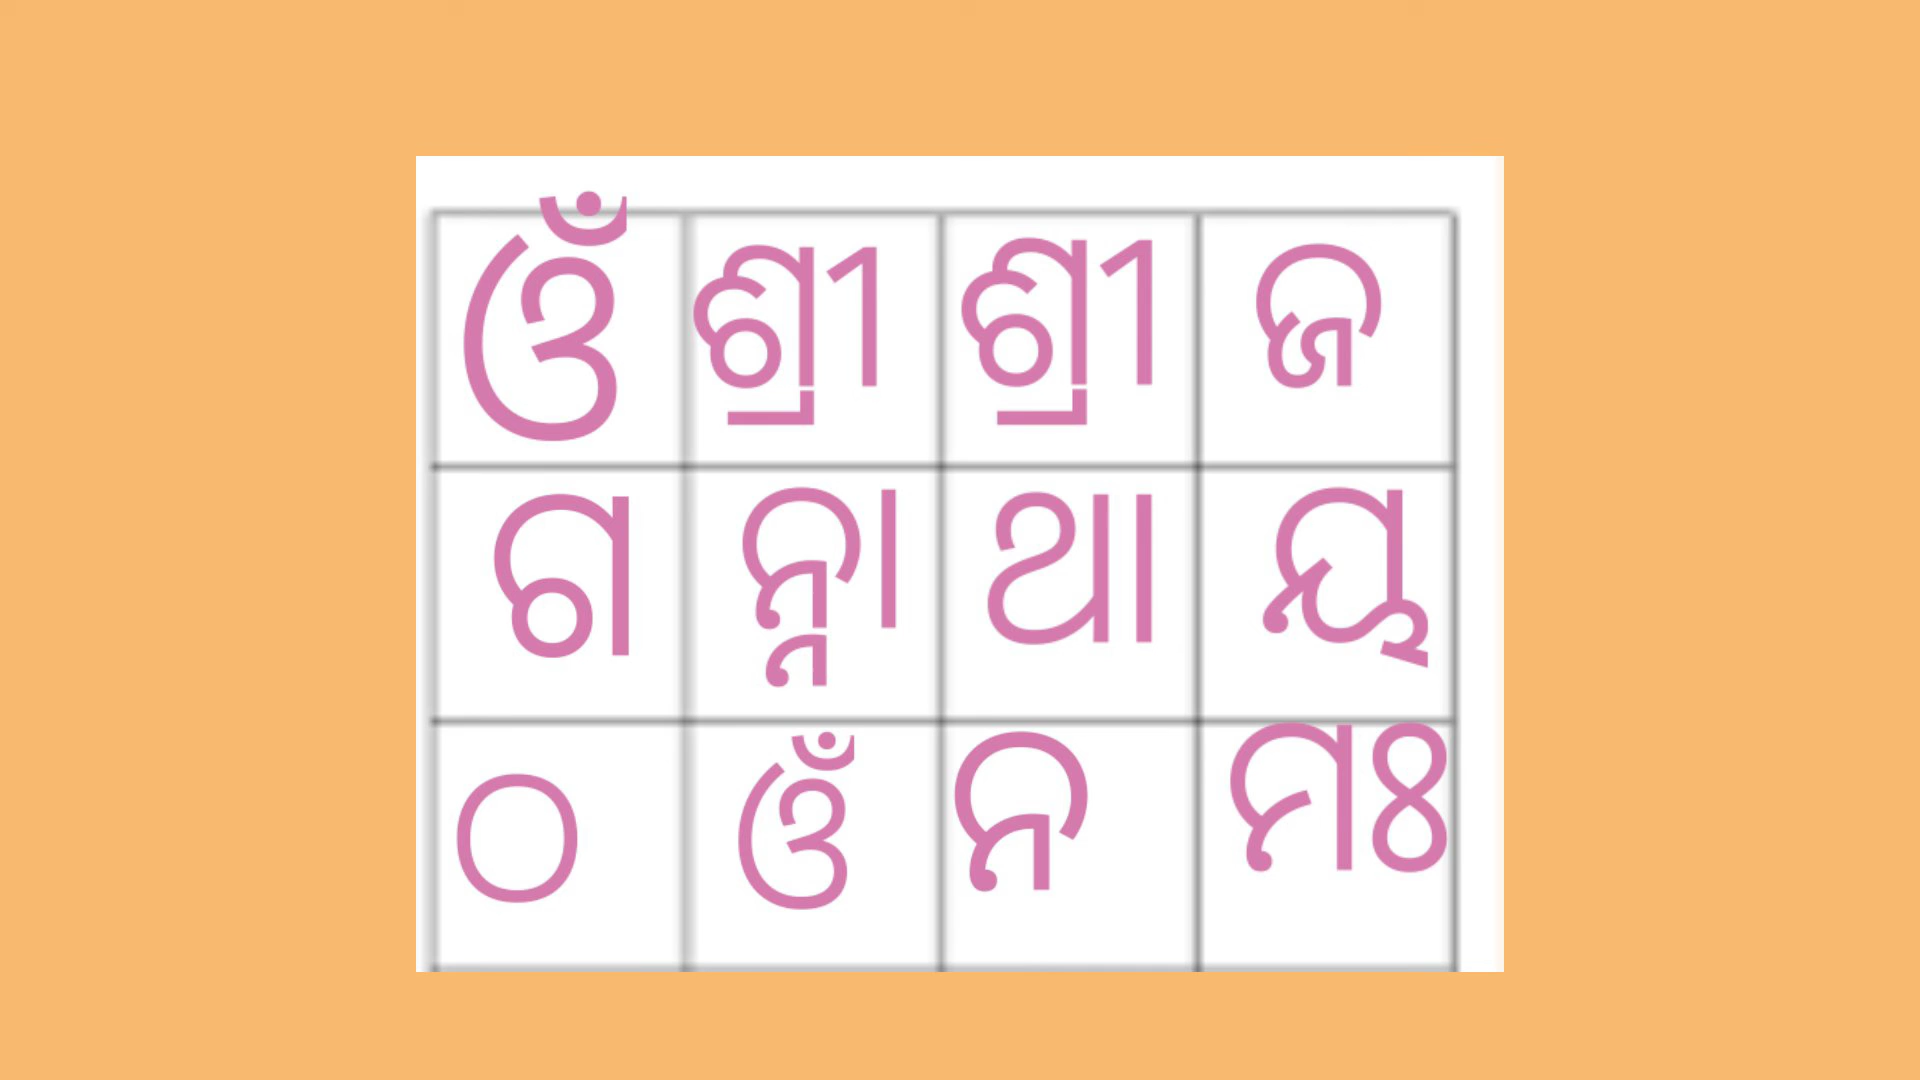 ଓଁ ଶ୍ରୀ ଶ୍ରୀ ଜ
ଗ ନ୍ନା ଥା ୟ
ଠ ଓଁ ନ ମଃ